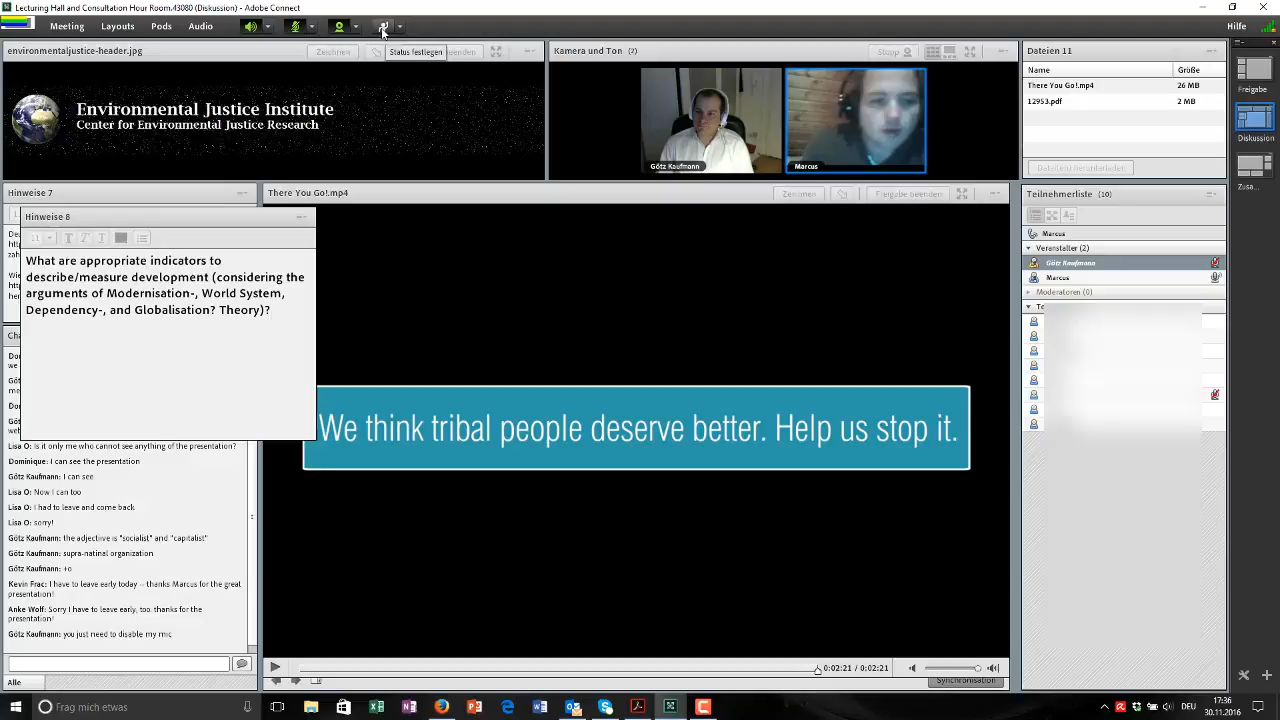 Lecturing Hall and Consultation Hour Room,43080 (Diskussion) - Adobe Connect
Meeting
Layouts
Pods
Audio
Hilfe
environmentaljustice-header.jpg
Zeichnen
Status festlegen
Environmental Justice Institute
Center for Environmental Justice Research
Kamera und Ton (2)
Stopp
Götz Kaufmann
Marcus
Dateien 11
Name
Größe
There You Go!.mp4
26 MB
12953.pdf
2 MB
Datei(en) herunterladen
Freigabe
Diskussion
Zusa...
Hinweise 7
Hinweise 8
11
What are appropriate indicators to
describe/measure development (considering the
arguments of Modernisation-, World System,
Dependency-, and Globalisation? Theory)?
There You Go!.mp4
Zeichnen
Freigabe beenden
We think tribal people deserve better. Help us stop it.
0:02:21 / 0:02:21
Synchronisation
Teilnehmerliste (10)
Marcus
Veranstalter (2)
Götz Kaufmann
Marcus
Moderatoren (0)
Lisa O: Is it only me who cannot see anything of the presentation?
Dominique: I can see the presentation
Götz Kaufmann: I can see
Lisa O: Now I can too
Lisa O: I had to leave and come back
Lisa O: sorry!
Götz Kaufmann: the adjective is "socialist" and "capitalist"
Götz Kaufmann: supra-natinal organization
Götz Kaufmann: +o
Kevin Frac: I have to leave early today -- thanks Marcus for the great
presentation!
Anke Wolf: Sorry I have to leave early, too. thanks for the
presentation!
Götz Kaufmann: you just need to disable my mic
Alle
Frag mich etwas
DEU
17:36
30.11.2016